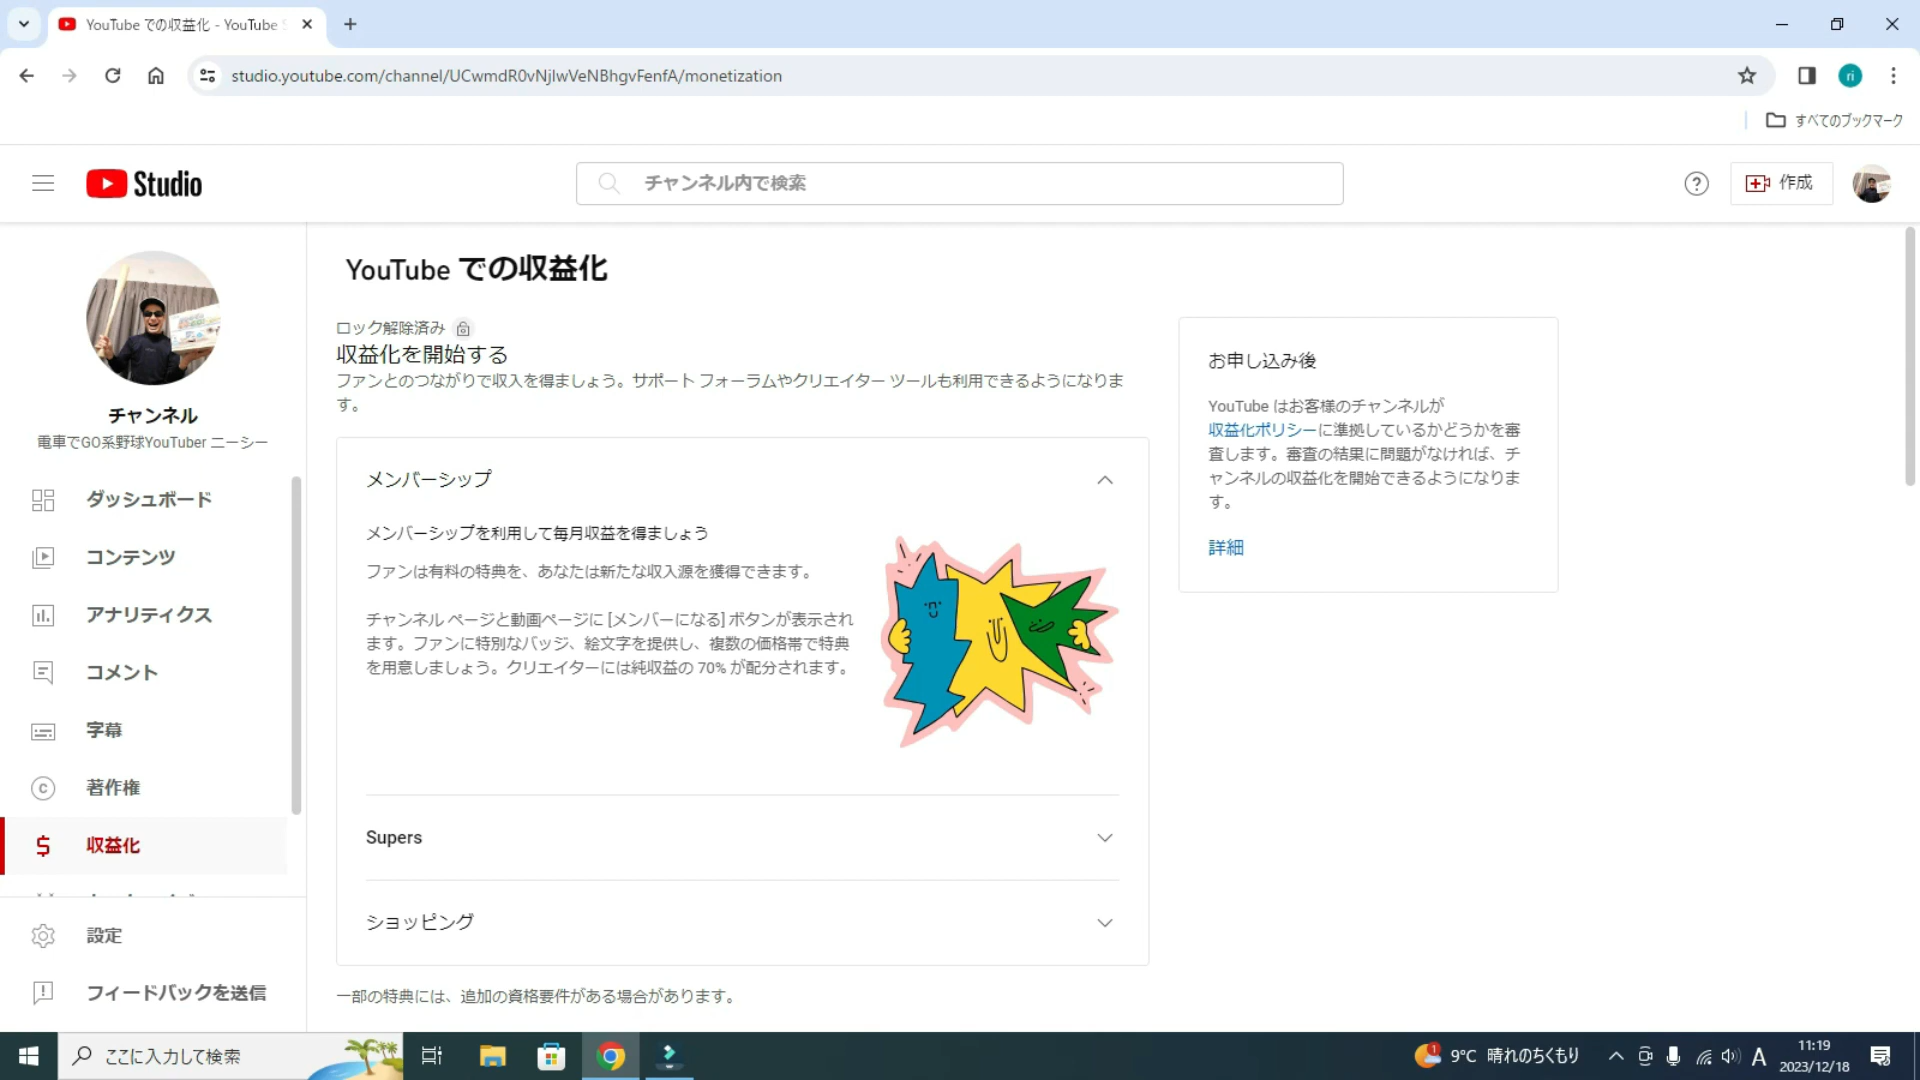 YouTube での収益化 - YouTube S
studio.youtube.com/channel/UCwmdR0vNjlwVeNBhgvFenfA/monetization
ri
すべてのブックマーク
Studio
チャンネル内で検索
作成
チャンネル
電車でGO系野球YouTuber ニーシー
ダッシュボード
コンテンツ
アナリティクス
コメント
字幕
著作権
収益化
設定
フィードバックを送信
YouTube での収益化
ロック解除済み
収益化を開始する
ファンとのつながりで収入を得ましょう。サポート フォーラムやクリエイター ツールも利用できるようになりま
す。
メンバーシップ
メンバーシップを利用して毎月収益を得ましょう
ファンは有料の特典を、あなたは新たな収入源を獲得できます。
チャンネル ページと動画ページに [メンバーになる] ボタンが表示され
ます。ファンに特別なバッジ、絵文字を提供し、複数の価格帯で特典
を用意しましょう。クリエイターには純収益の 70% が配分されます。
Supers
ショッピング
一部の特典には、追加の資格要件がある場合があります。
お申し込み後
YouTube はお客様のチャンネルが
収益化ポリシーに準拠しているかどうかを審
査します。審査の結果に問題がなければ、チ
ャンネルの収益化を開始できるようになりま
す。
詳細
ここに入力して検索
1
9°C 晴れのちくもり
A
11:19
2023/12/18